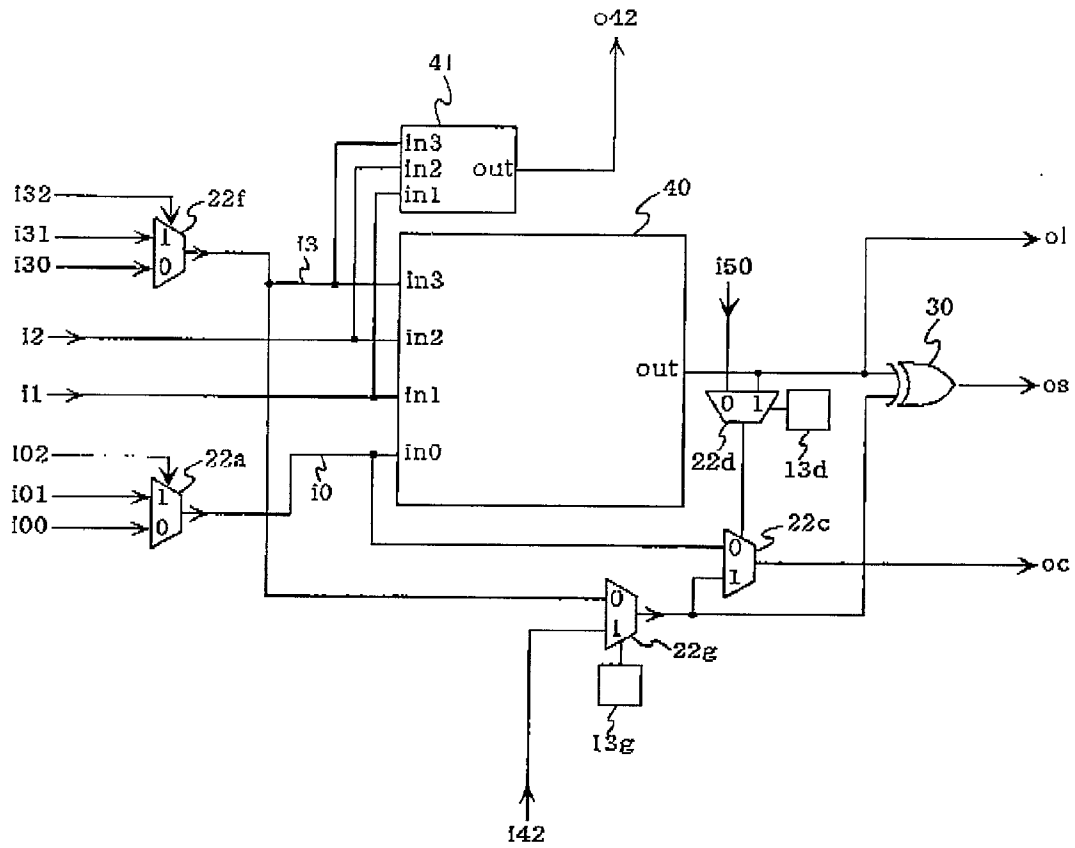 o42
41
in3
in2 out
in1
i32
22f
i31 1
i30 0
40
i3
in3
i50
ol
i2
in2
30
out
i1
in1
0 1
os
i02
22a
in0
22d
13d
i01 1
i0
i00 0
22c
0
oc
1
0
1
22g
13g
i42